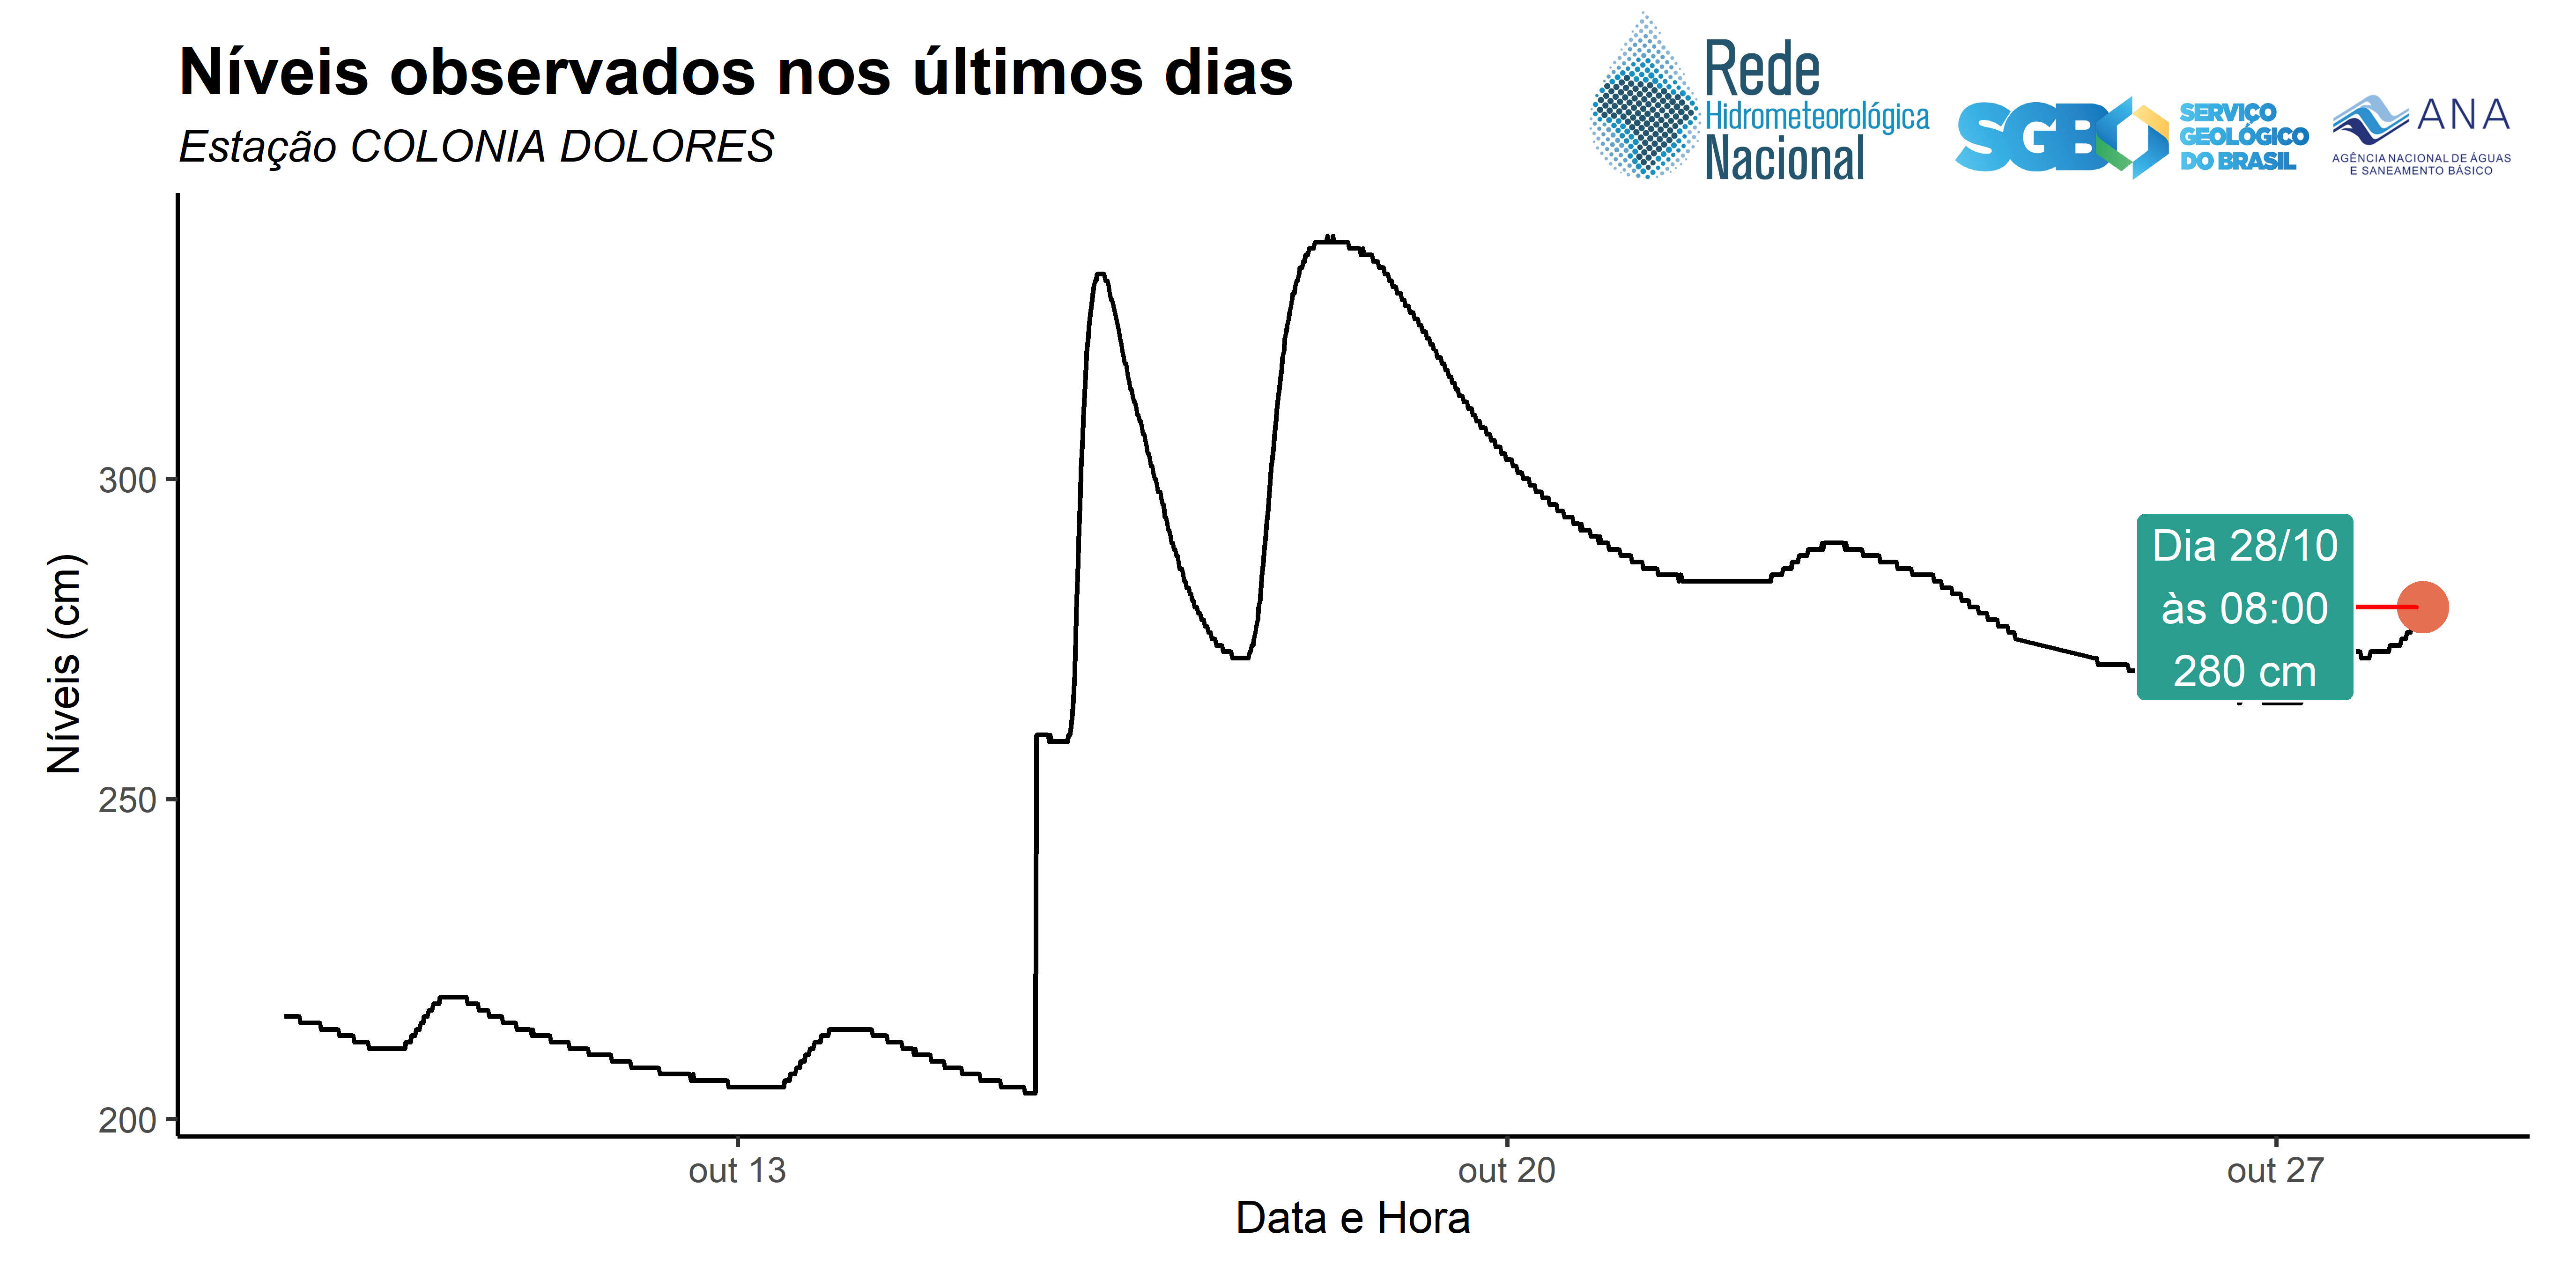 Níveis observados nos últimos dias
Estação COLONIA DOLORES
Rede
Hidrometeorológica
Nacional
SGB
SERVIÇO
GEOLÓGICO
DO BRASIL
ANA
AGÊNCIA NACIONAL DE ÁGUAS
E SANEAMENTO BÁSICO
Níveis (cm)
300
250
200
Dia 28/10
às 08:00
280 cm
out 13
out 20
out 27
Data e Hora